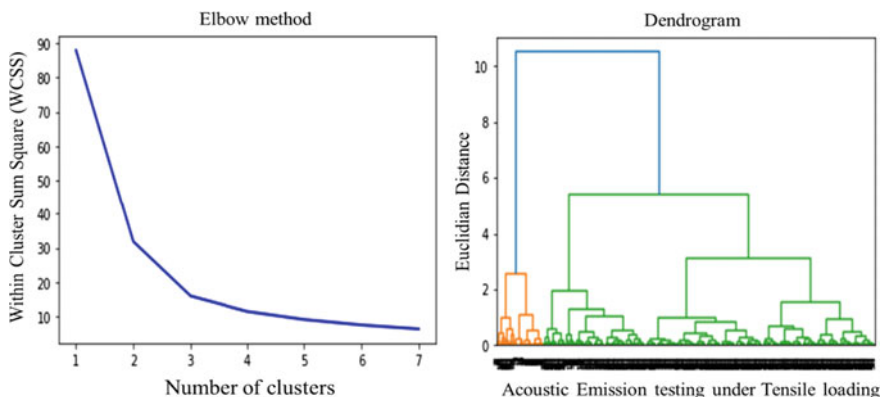 Elbow method
Within Cluster Sum Square (WCSS)
90
80
70
60
50
40
30
20
10
1 2 3 4 5 6 7
Number of clusters
Dendrogram
Euclidian Distance
10
8
6
4
2
0
Acoustic Emission testing under Tensile loading